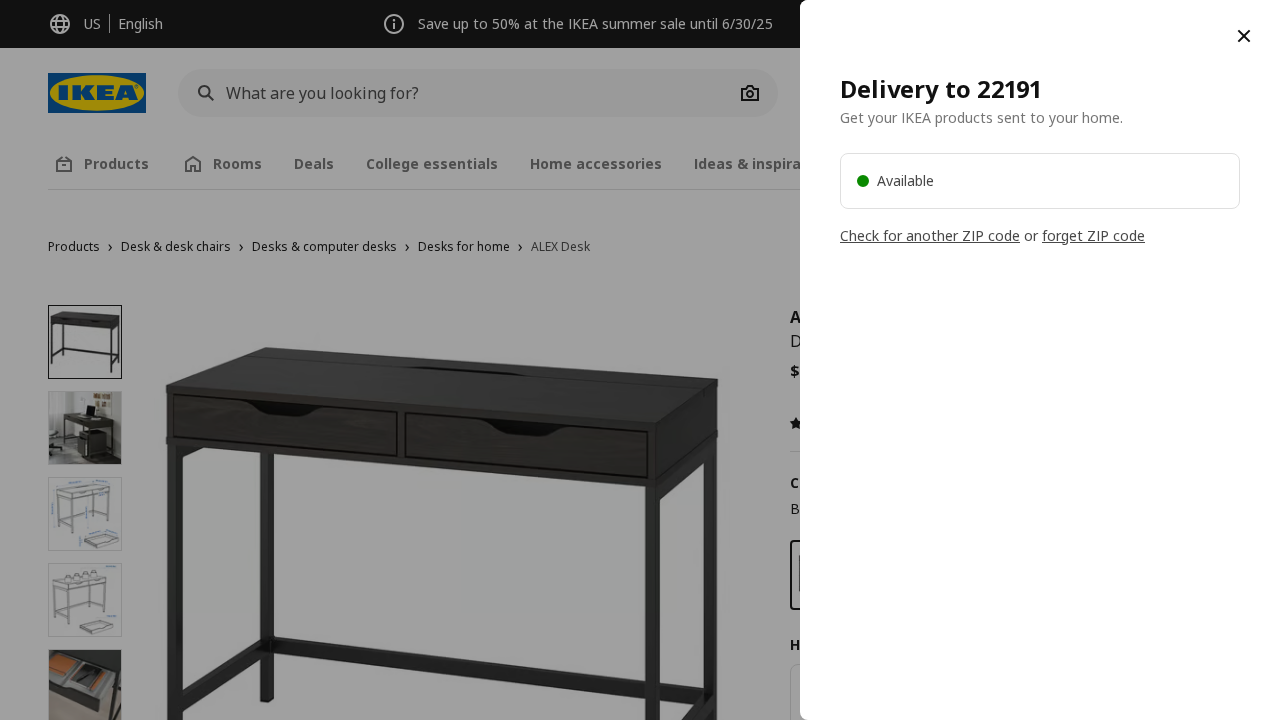 US
English
Save up to 50% at the IKEA summer sale until 6/30/25
IKEA
What are you looking for?
Products
Rooms
Deals
College essentials
Home accessories
Products
Desk & desk chairs
Desks & computer desks
Desks for home
ALEX Desk
$
Delivery to 22191
Get your IKEA products sent to your home.
Available
Check for another ZIP code or forget ZIP code